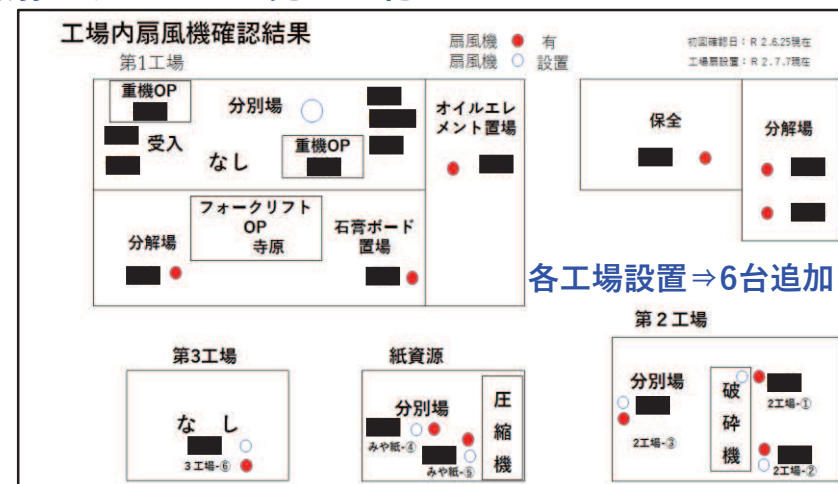 工場内扇風機確認結果
扇風機 有
扇風機 設置
初回確認日：R 2.6.25現在
工場扇設置：R 2.7.7現在
第1工場
重機OP
受入
分別場
なし
重機OP
オイルエレ
メント置場
分解場
フォークリフト
OP
寺原
石膏ボード
置場
保全
分解場
各工場設置⇒6台追加
第3工場
なし
3工場-⑥
紙資源
分別場
みや紙-④
みや紙-⑤
圧
縮
機
第２工場
分別場
2工場-③
破
砕
機
2工場-①
2工場-②